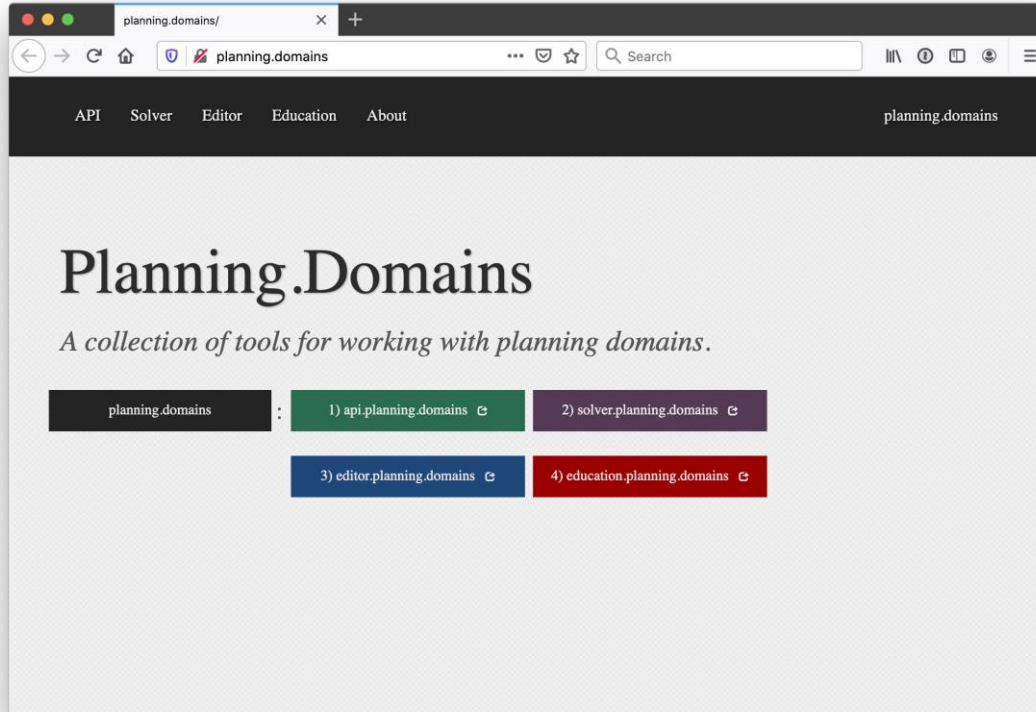 planning.domains/
planning.domains
Search
API Solver Editor Education About planning.domains
Planning.Domains
A collection of tools for working with planning domains.
planning.domains : 1) api.planning.domains 2) solver.planning.domains
3) editor.planning.domains 4) education.planning.domains